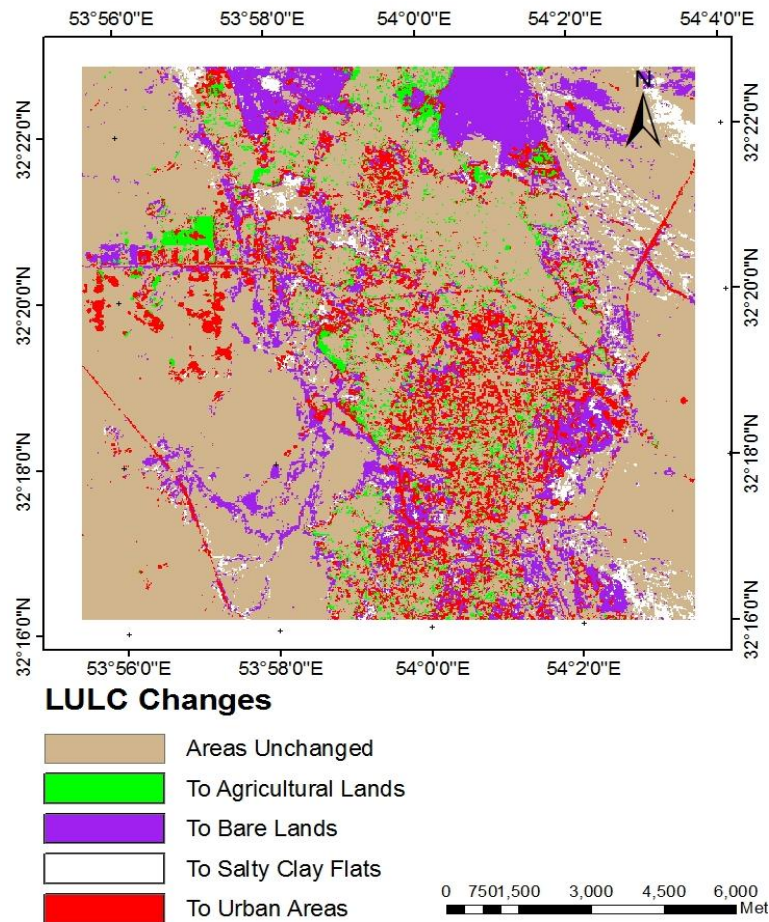 53°56'0"E 53°58'0"E 54°0'0"E 54°2'0"E 54°4'0"E
N
32°22'0"N 32°22'0"N
32°20'0"N 32°20'0"N
32°18'0"N 32°18'0"N
32°16'0"N 32°16'0"N
53°56'0"E 53°58'0"E 54°0'0"E 54°2'0"E
LULC Changes
Areas Unchanged
To Agricultural Lands
To Bare Lands
To Salty Clay Flats
To Urban Areas
0 750 1,500 3,000 4,500 6,000
Met